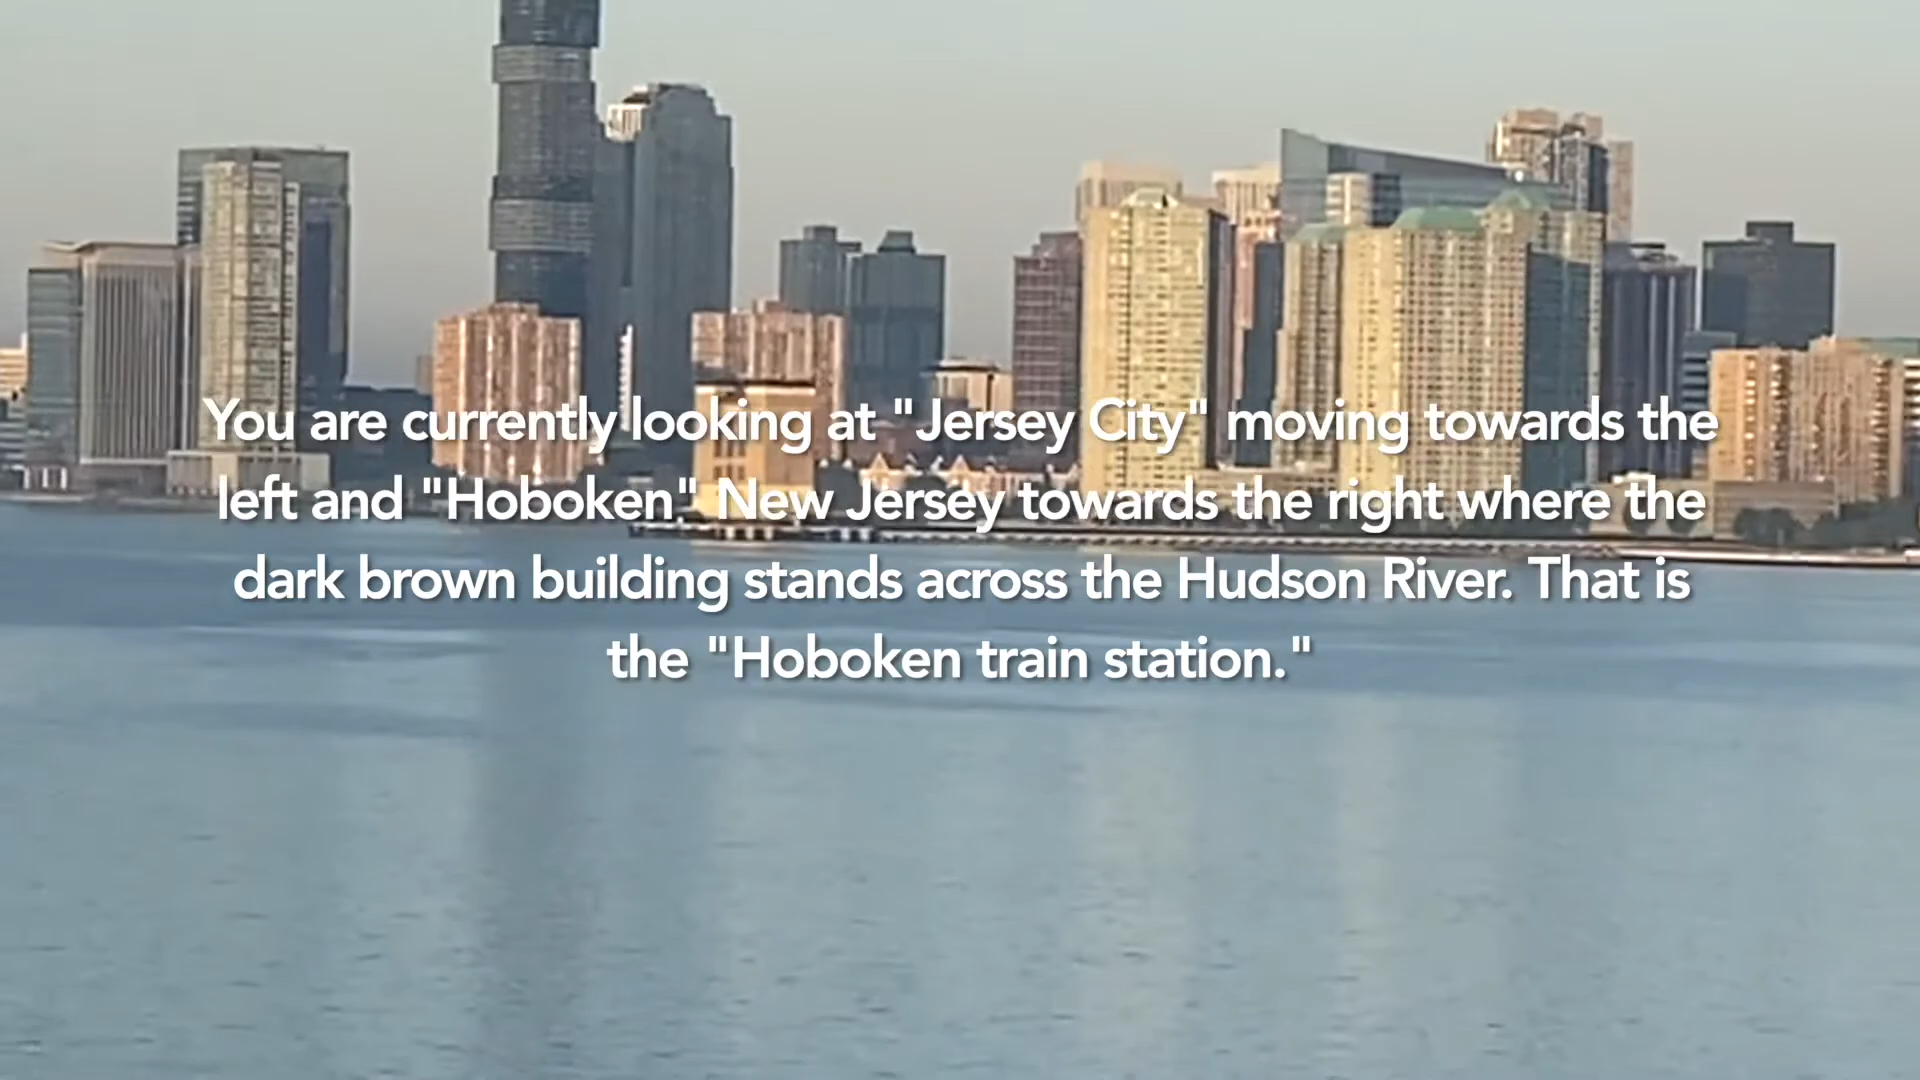 You are currently looking at "Jersey City" moving towards the
left and "Hoboken" New Jersey towards the right where the
dark brown building stands across the Hudson River. That is
the "Hoboken train station."